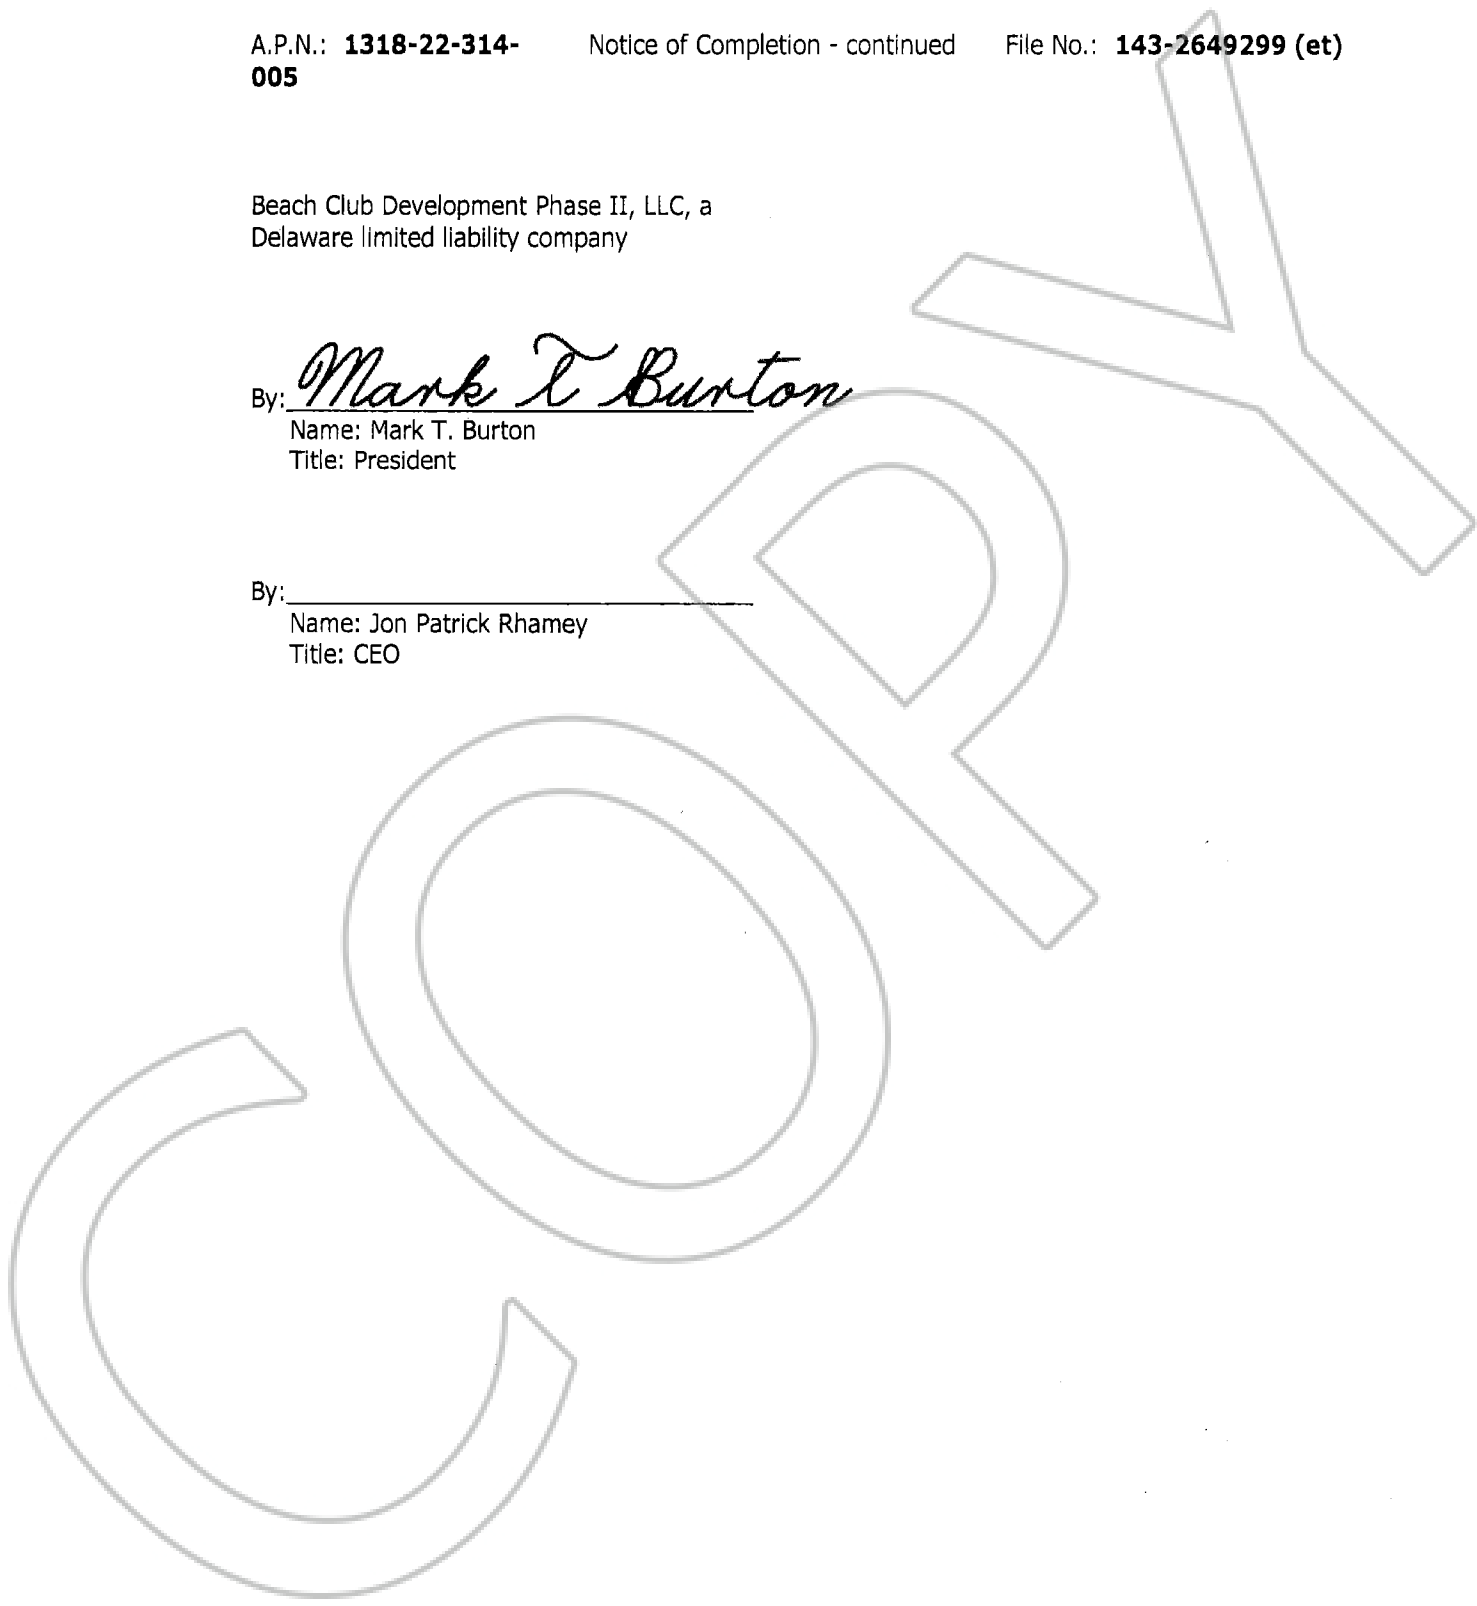 A.P.N.: 1318-22-314- Notice of Completion - continued File No.: 143-2649299 (et)
005
Beach Club Development Phase II, LLC, a
Delaware limited liability company
By: Mark T Burton
Name: Mark T. Burton
Title: President
By:
Name: Jon Patrick Rhamey
Title: CEO
COPY